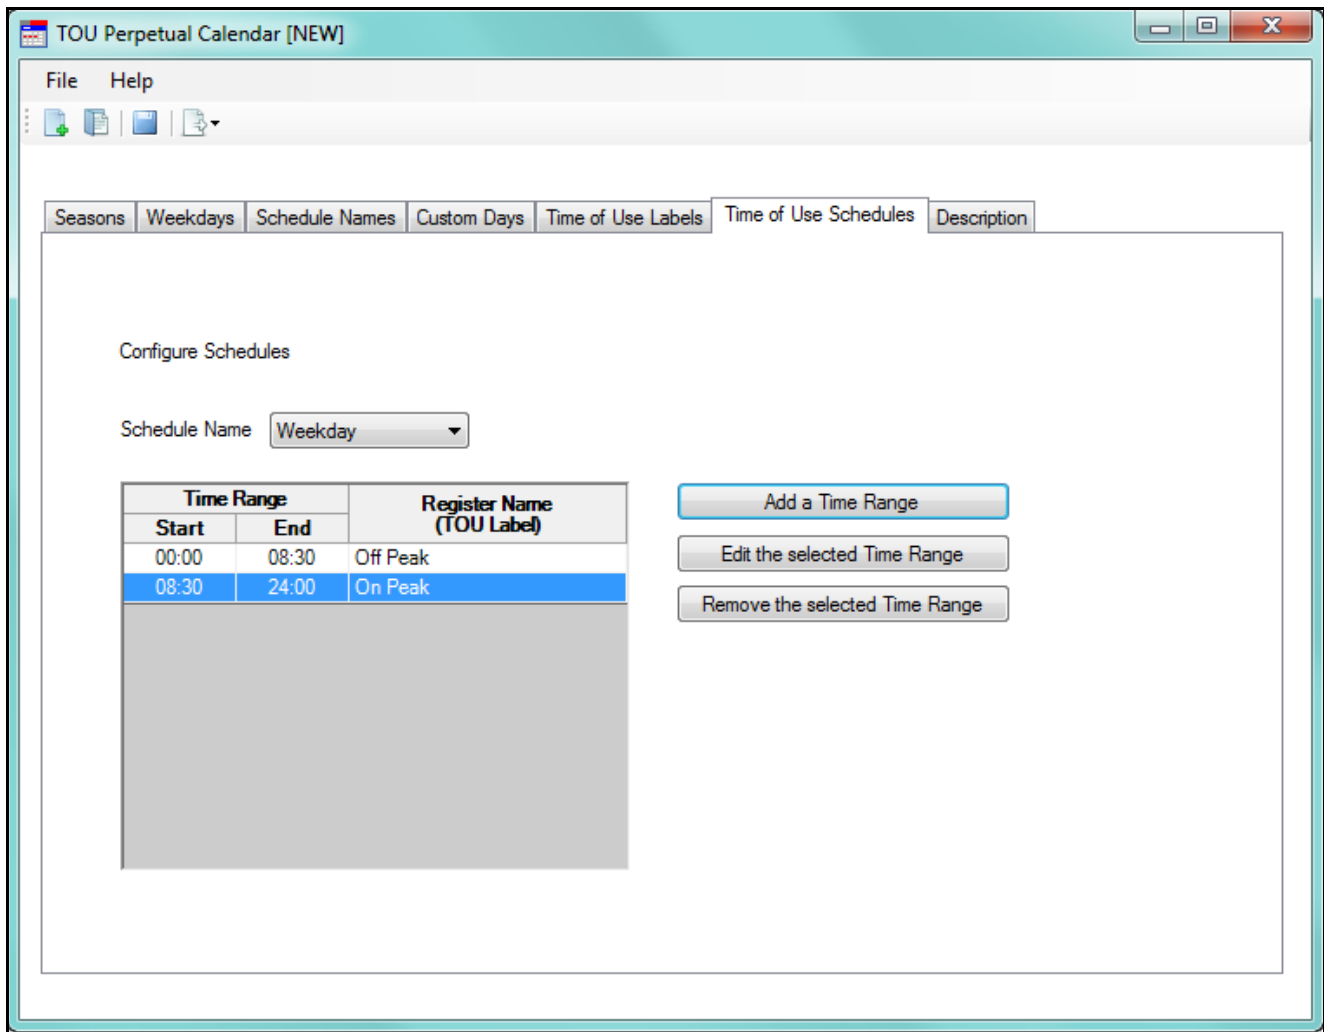 TOU Perpetual Calendar [NEW]
File Help
Seasons Weekdays Schedule Names Custom Days Time of Use Labels Time of Use Schedules Description
Configure Schedules
Schedule Name Weekday
Time Range Register Name
Start End (TOU Label)
00:00 08:30 Off Peak
08:30 24:00 On Peak
Add a Time Range
Edit the selected Time Range
Remove the selected Time Range